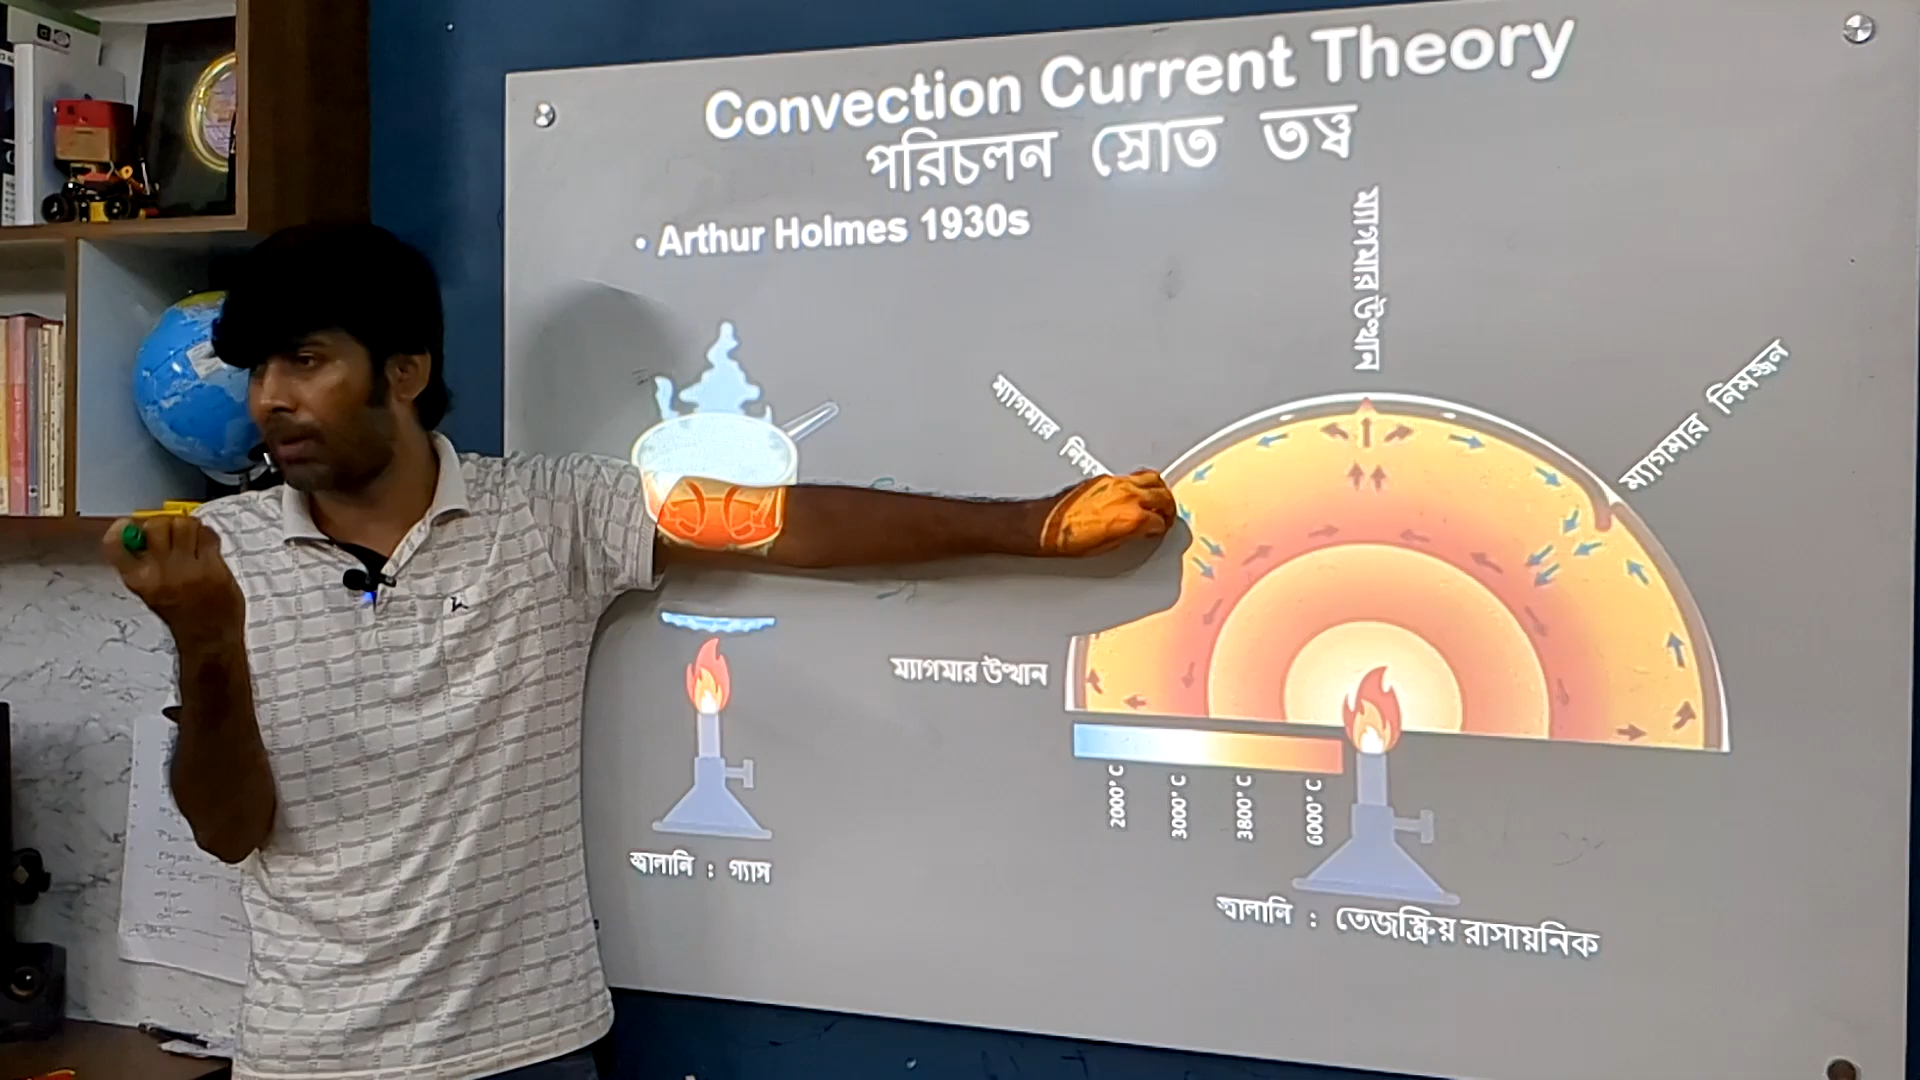 Convection Current Theory
পরিচলন স্রোত তত্ত্ব
• Arthur Holmes 1930s
ম্যাগমার উত্থান
ম্যাগমার
ম্যাগমার নিমজ্জন
ম্যাগমার উত্থান
2000° C
3000° C
3800° C
6000° C
জ্বালানি : গ্যাস
জ্বালানি : তেজস্ক্রিয় রাসায়নিক